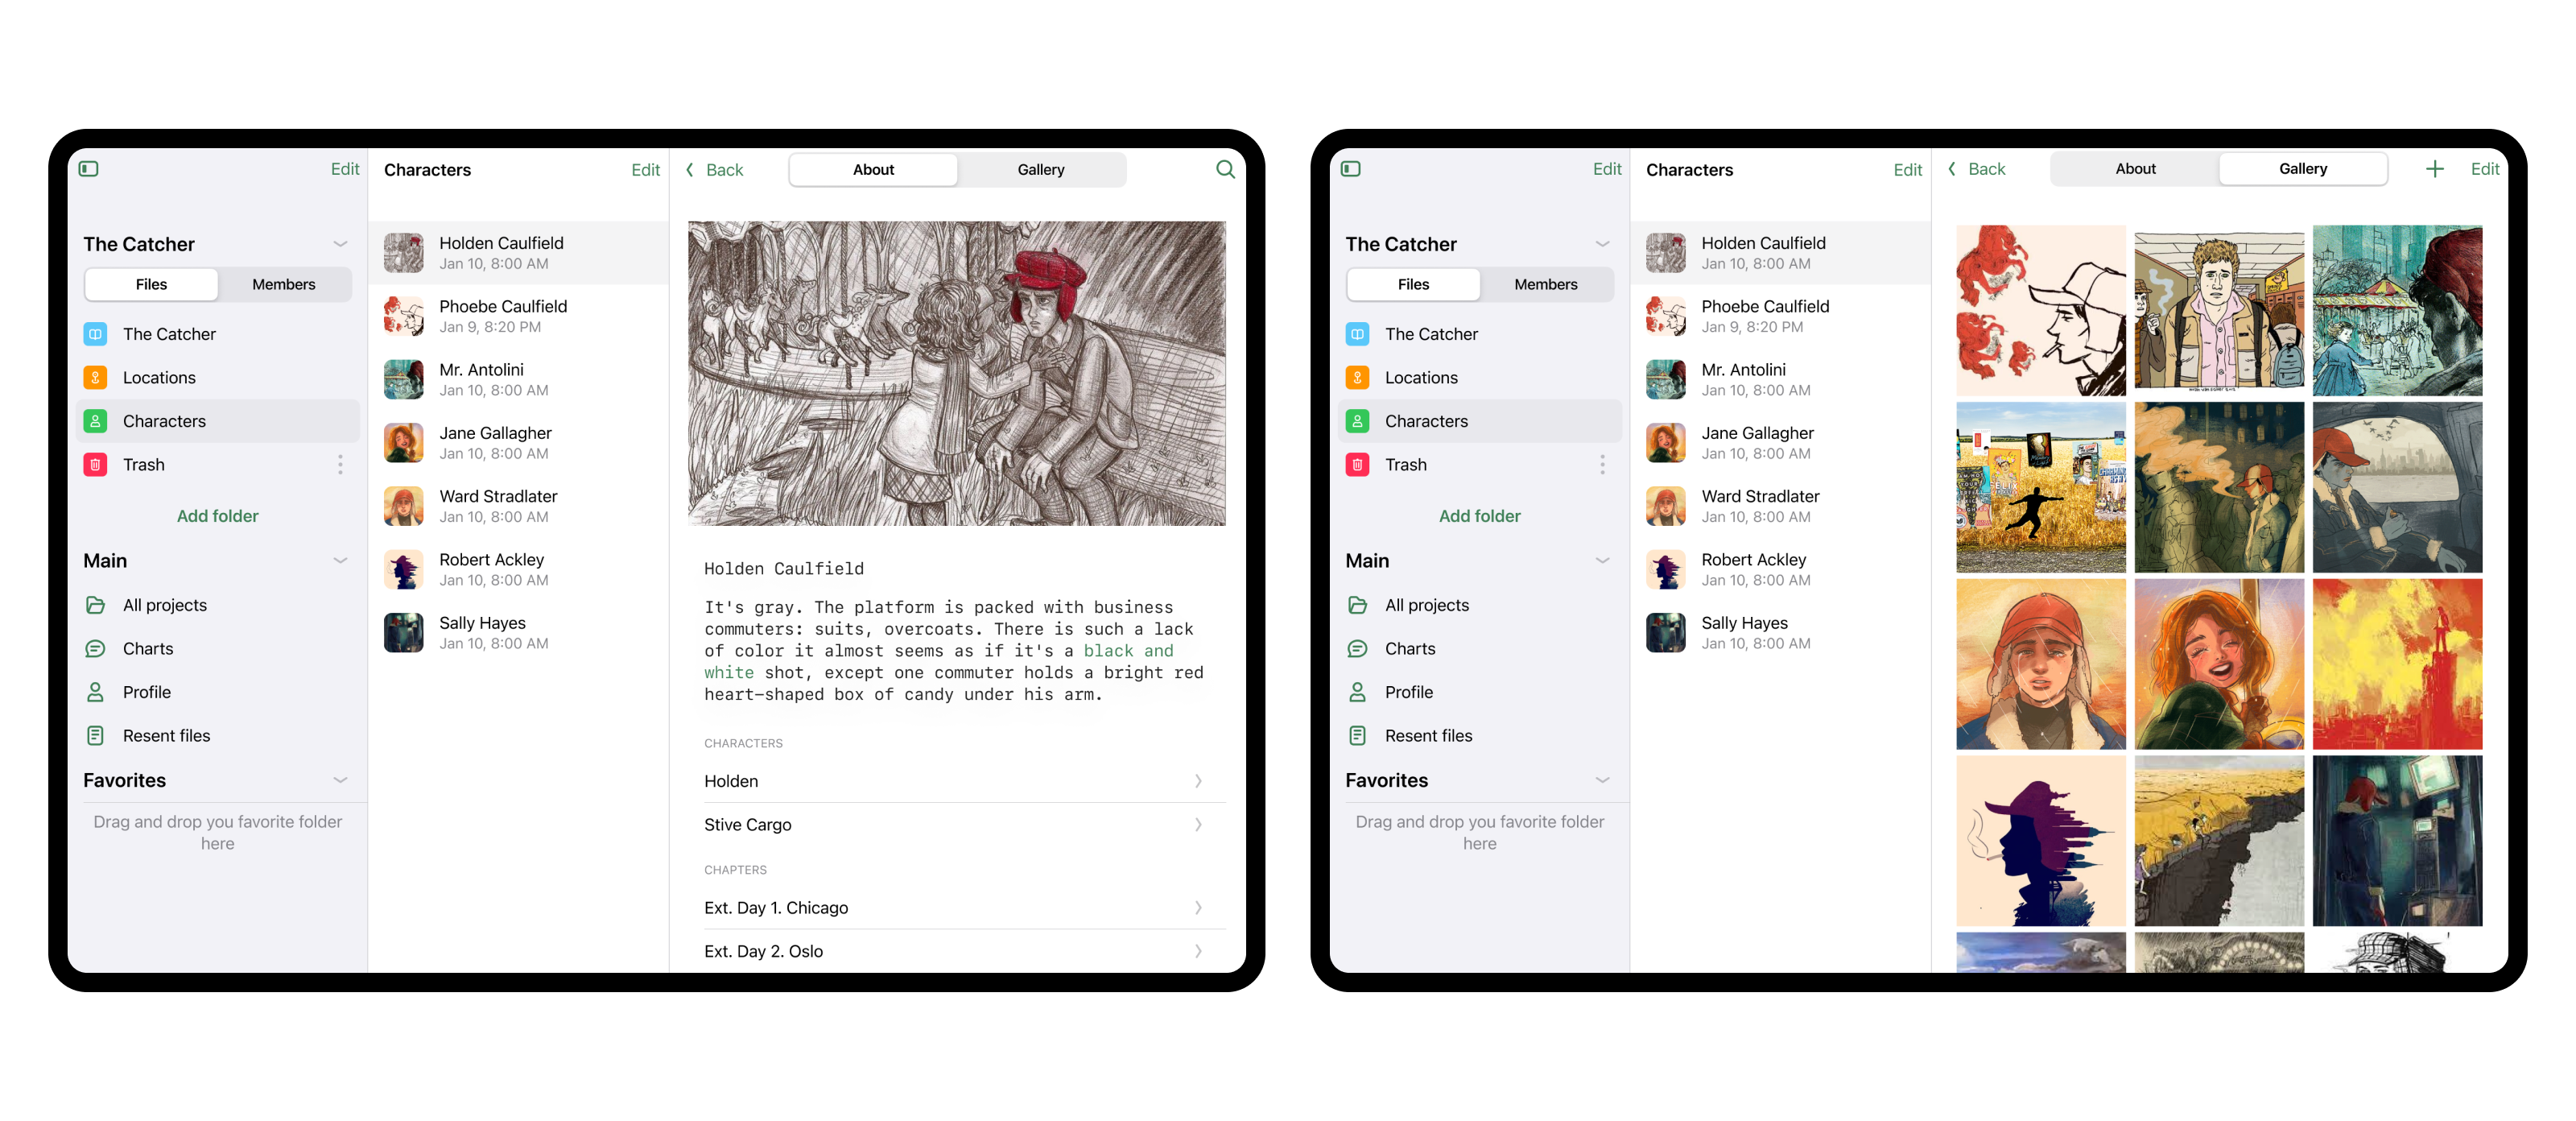 Edit
The Catcher
Files
Members
The Catcher
Locations
Characters
Trash
Add folder
Main
All projects
Charts
Profile
Resent files
Favorites
Drag and drop you favorite folder
here
Characters
Edit
Holden Caulfield
Jan 10, 8:00 AM
Phoebe Caulfield
Jan 9, 8:20 PM
Mr. Antolini
Jan 10, 8:00 AM
Jane Gallagher
Jan 10, 8:00 AM
Ward Stradlater
Jan 10, 8:00 AM
Robert Ackley
Jan 10, 8:00 AM
Sally Hayes
Jan 10, 8:00 AM
Back
About
Gallery
Holden Caulfield
It's gray. The platform is packed with business
commuters: suits, overcoats. There is such a lack
of color it almost seems as if it's a black and
white shot, except one commuter holds a bright red
heart-shaped box of candy under his arm.
CHARACTERS
Holden
Stive Cargo
CHAPTERS
Ext. Day 1. Chicago
Ext. Day 2. Oslo
Edit
The Catcher
Files
Members
The Catcher
Locations
Characters
Trash
Add folder
Main
All projects
Charts
Profile
Resent files
Favorites
Drag and drop you favorite folder
here
Characters
Edit
Holden Caulfield
Jan 10, 8:00 AM
Phoebe Caulfield
Jan 9, 8:20 PM
Mr. Antolini
Jan 10, 8:00 AM
Jane Gallagher
Jan 10, 8:00 AM
Ward Stradlater
Jan 10, 8:00 AM
Robert Ackley
Jan 10, 8:00 AM
Sally Hayes
Jan 10, 8:00 AM
Back
About
Gallery
Edit